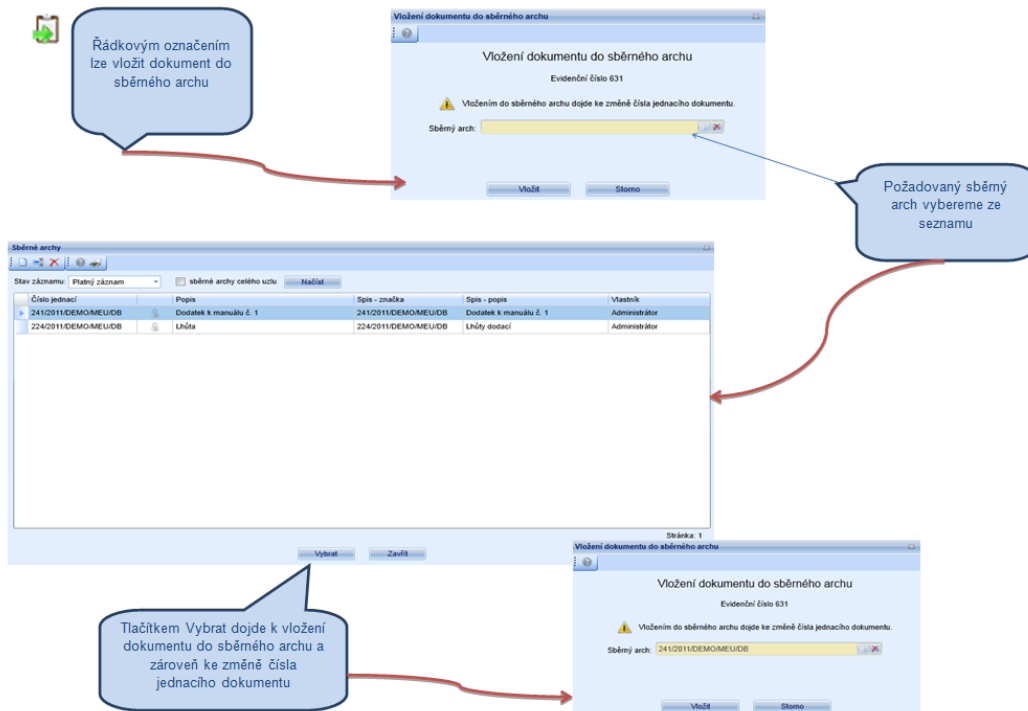 Řádkovým označením
lze vložit dokument do
sběrného archu
Vložení dokumentu do sběrného archu
Vložení dokumentu do sběrného archu
Evidenční číslo 631
Vložením do sběrného archu dojde ke změně čísla jednacího dokumentu.
Sběrný arch:
Vložit Storno
Požadovaný sběrný
arch vybereme ze
seznamu
Sběrné archy
Stav záznamu: Platný záznam sběrné archy celého uzlu Načíst
Číslo jednací Popis Spis - značka Spis - popis Vlastník
241/2011/DEMO/MEU/DB Dodatek k manuálu č. 1 241/2011/DEMO/MEU/DB Dodatek k manuálu č. 1 Administrátor
224/2011/DEMO/MEU/DB Lhůta 224/2011/DEMO/MEU/DB Lhůty dodací Administrátor
Stránka: 1
Vybrat Zavřít
Tlačítkem Vybrat dojde k vložení
dokumentu do sběrného archu a
zároveň ke změně čísla
jednacího dokumentu
Vložení dokumentu do sběrného archu
Vložení dokumentu do sběrného archu
Evidenční číslo 631
Vložením do sběrného archu dojde ke změně čísla jednacího dokumentu.
Sběrný arch: 241/2011/DEMO/MEU/DB
Vložit Storno